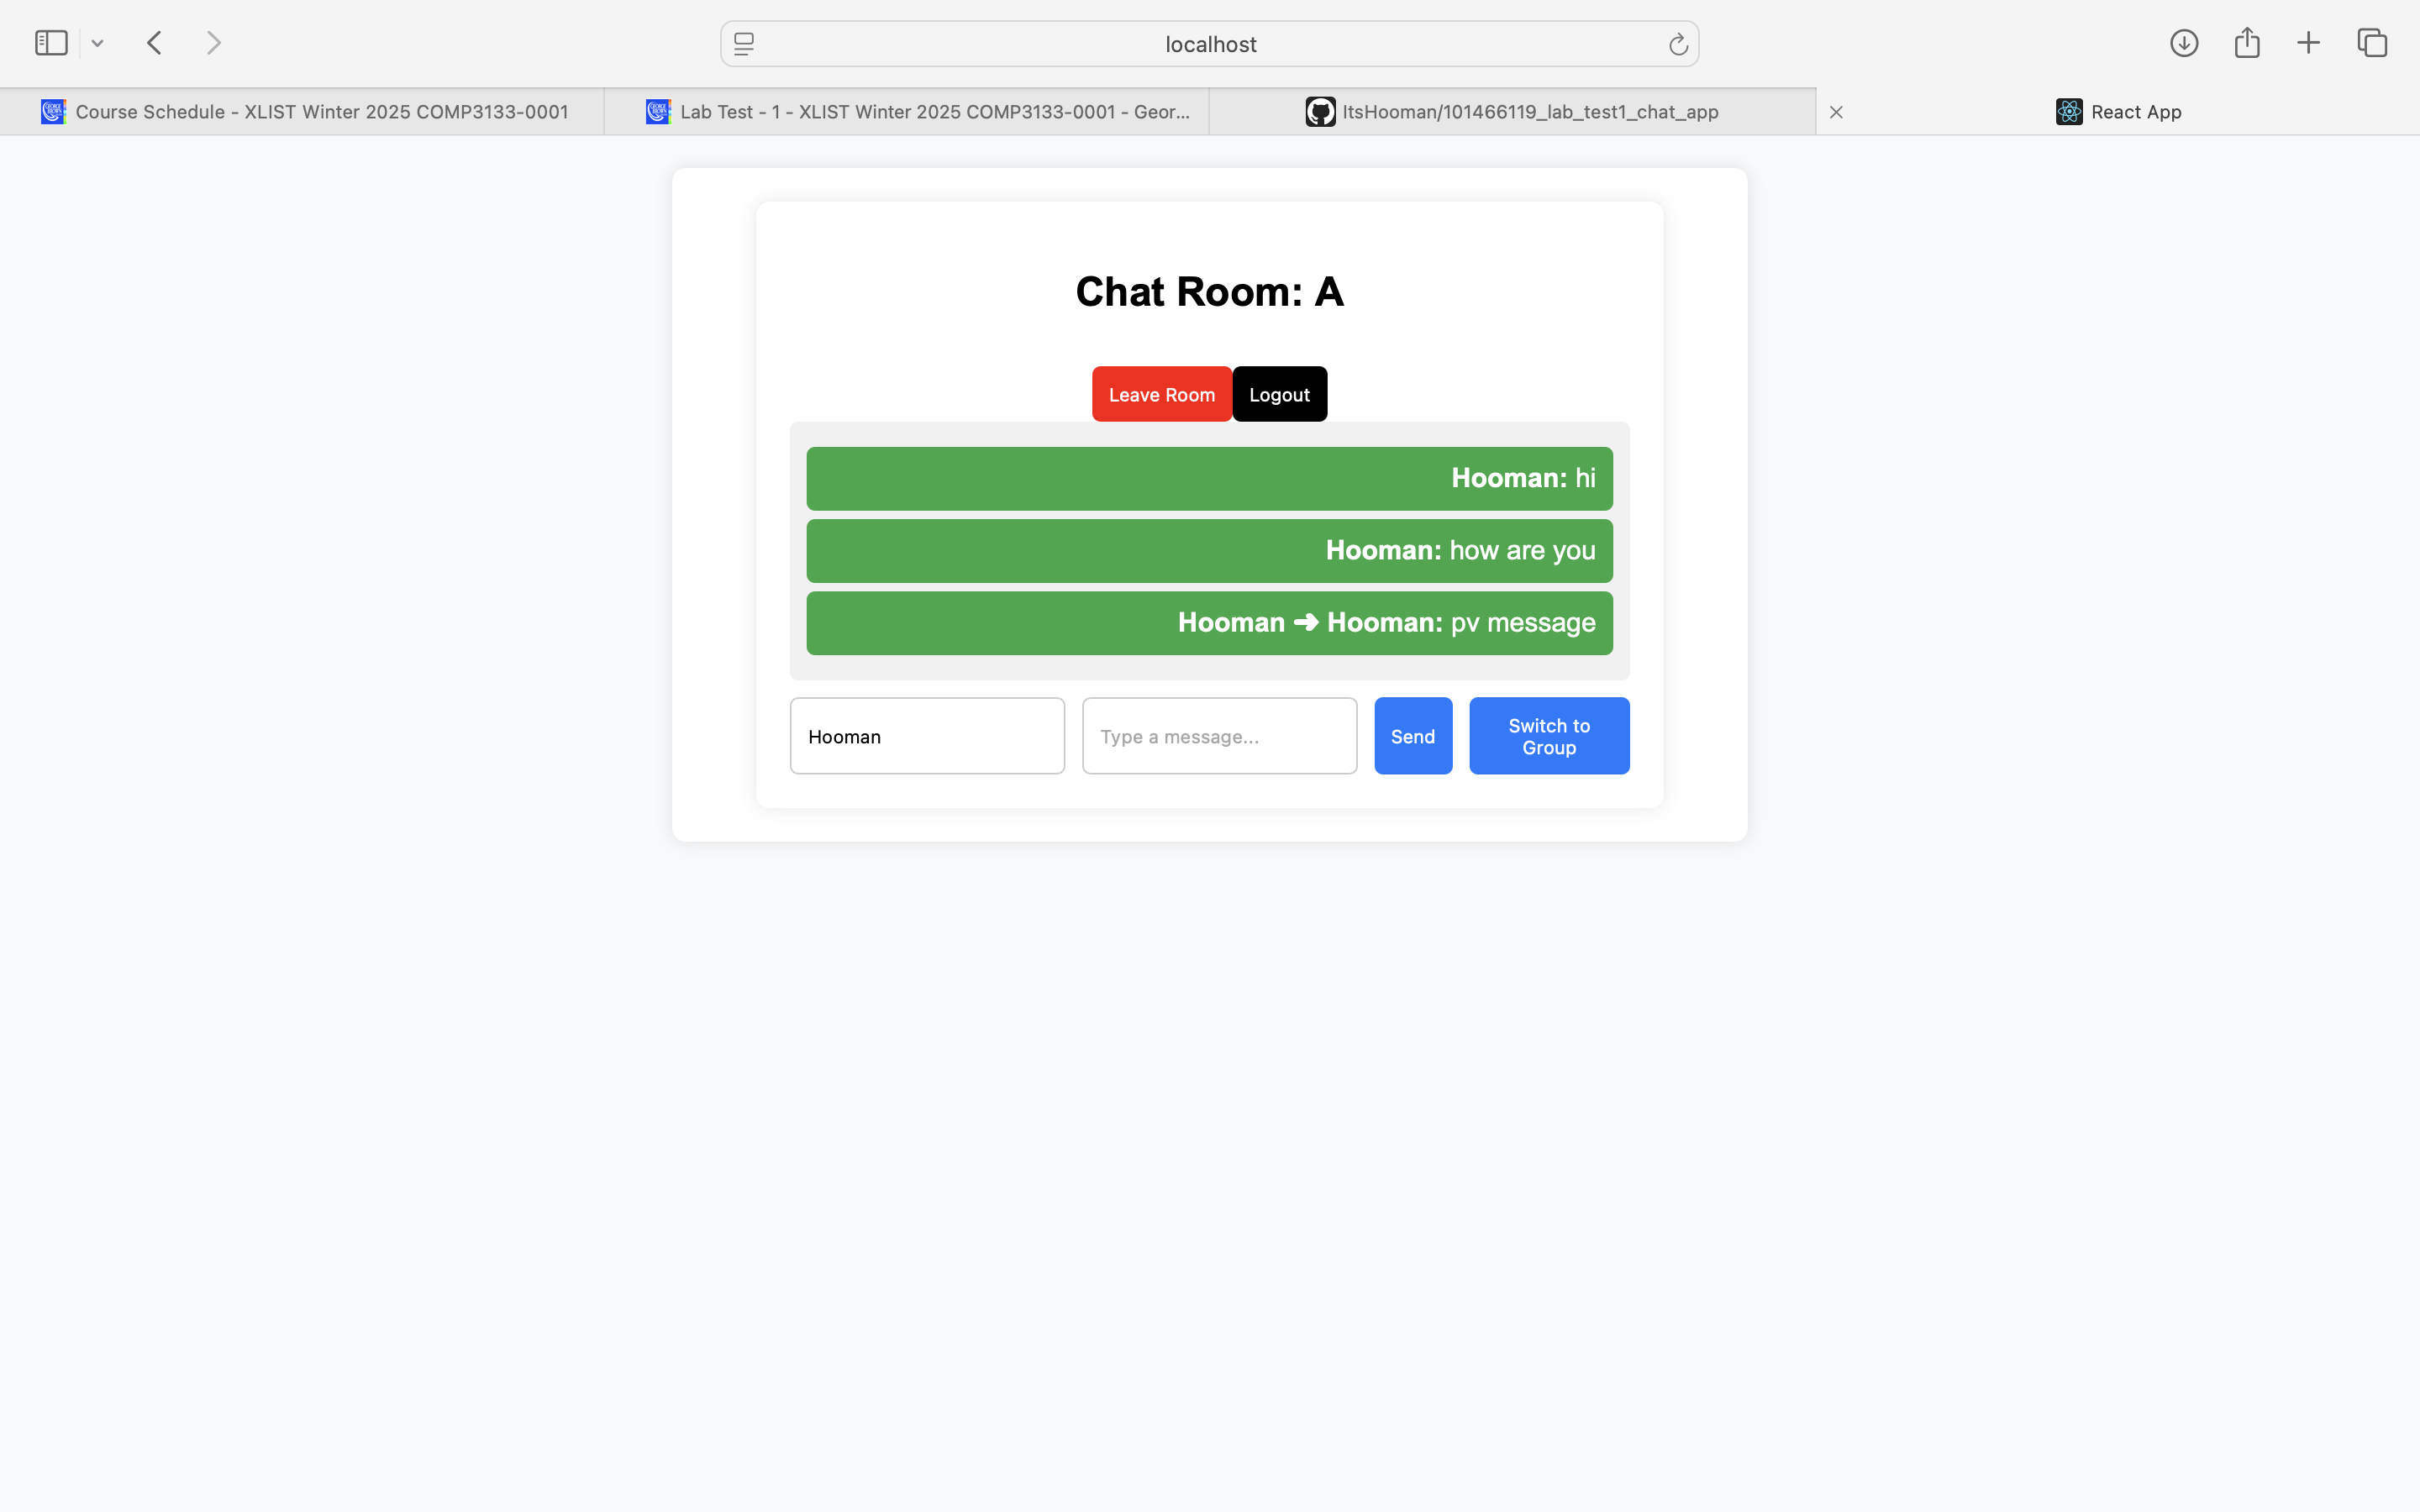 localhost
Course Schedule - XLIST Winter 2025 COMP3133-0001
Lab Test - 1 - XLIST Winter 2025 COMP3133-0001 - Geor...
ItsHooman/101466119_lab_test1_chat_app
React App
Chat Room: A
Leave Room
Logout
Hooman: hi
Hooman: how are you
Hooman ➜ Hooman: pv message
Hooman
Type a message...
Send
Switch to
Group